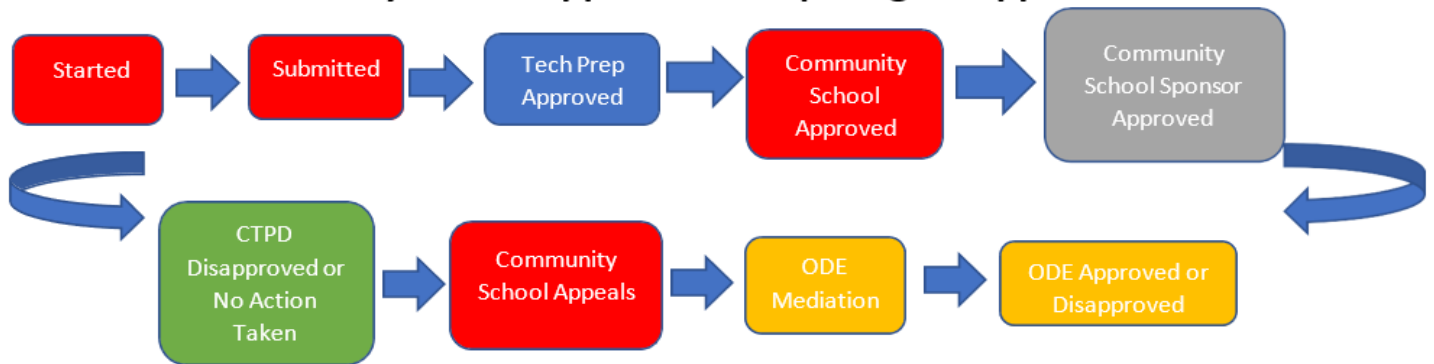 Started
Submitted
Tech Prep
Approved
Community
School
Approved
Community
School Sponsor
Approved
CTPD
Disapproved or
No Action
Taken
Community
School Appeals
ODE
Mediation
ODE Approved or
Disapproved